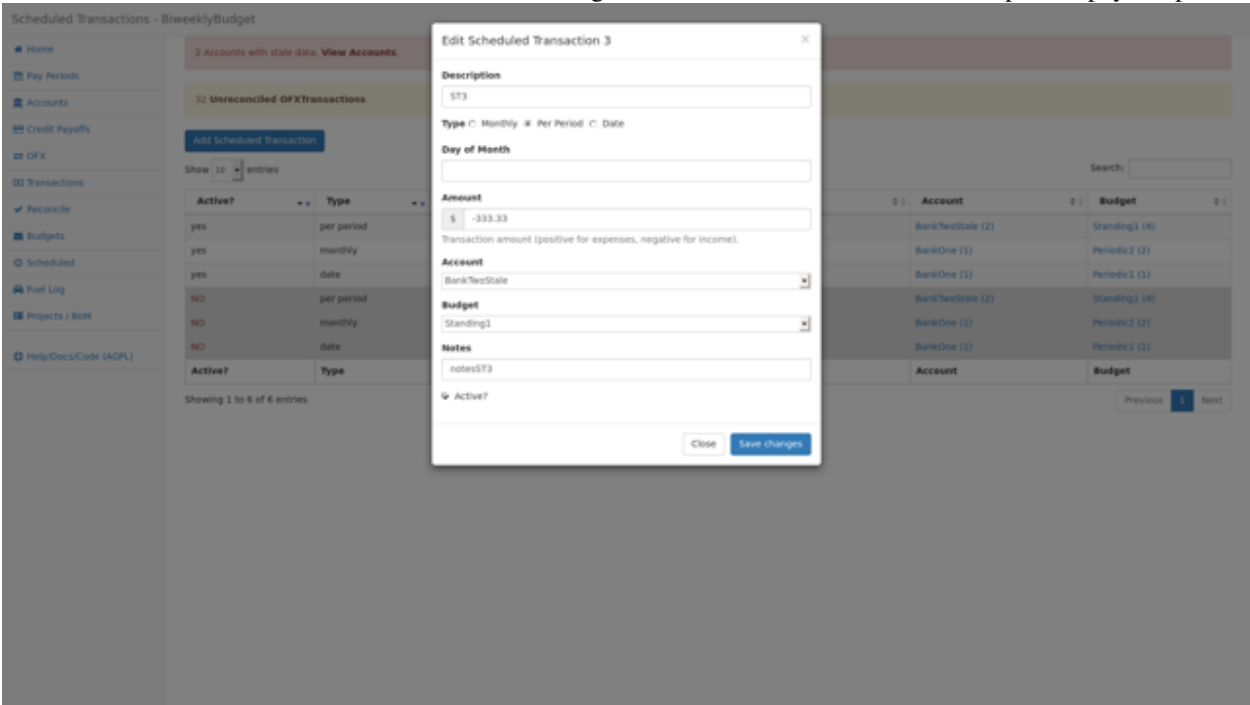 Scheduled Transactions - BiweeklyBudget
Home
Pay Periods
Accounts
Credit Payoffs
OFX
Transactions
Reconcile
Budgets
Scheduled
Fuel Log
Projects / BoM
Help/Docs/Code (AGPL)
2 Accounts with stale data. View Accounts.
32 Unreconciled OFXTransactions.
Add Scheduled Transaction
Show 10 entries
Search:
Active? Type Account Budget
yes per period BankTwoStale (2) Standing1 (4)
yes monthly BankOne (1) Periodic2 (2)
yes date BankOne (1) Periodic1 (1)
NO per period BankTwoStale (2) Standing1 (4)
NO monthly BankOne (1) Periodic2 (2)
NO date BankOne (1) Periodic1 (1)
Active? Type Account Budget
Showing 1 to 6 of 6 entries
Previous 1 Next
Edit Scheduled Transaction 3 ×
Description
ST3
Type Monthly Per Period Date
Day of Month
Amount
$ -333.33
Transaction amount (positive for expenses, negative for income).
Account
BankTwoStale
Budget
Standing1
Notes
notesST3
Active?
Close Save changes